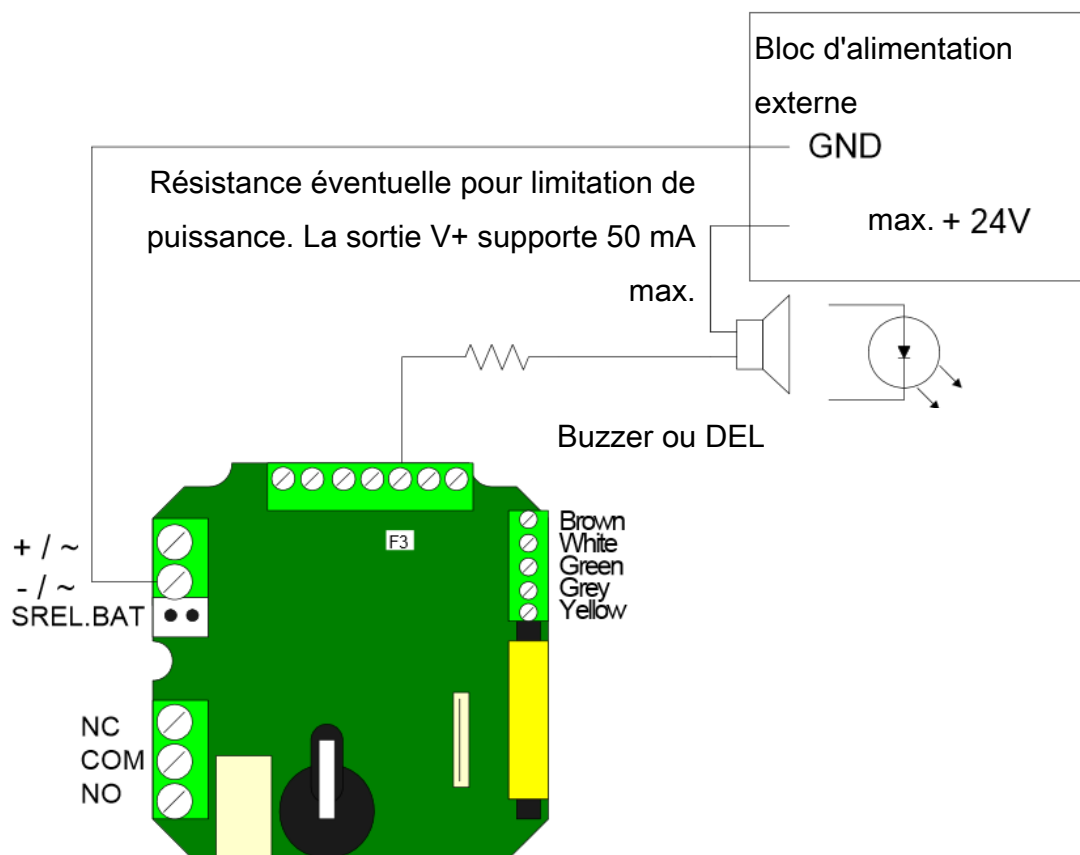 Bloc d'alimentation
externe
GND
Résistance éventuelle pour limitation de
puissance. La sortie V+ supporte 50 mA
max.
max. + 24V
Buzzer ou DEL
F3
+ / ~
- / ~
SREL.BAT
Brown
White
Green
Grey
Yellow
NC
COM
NO